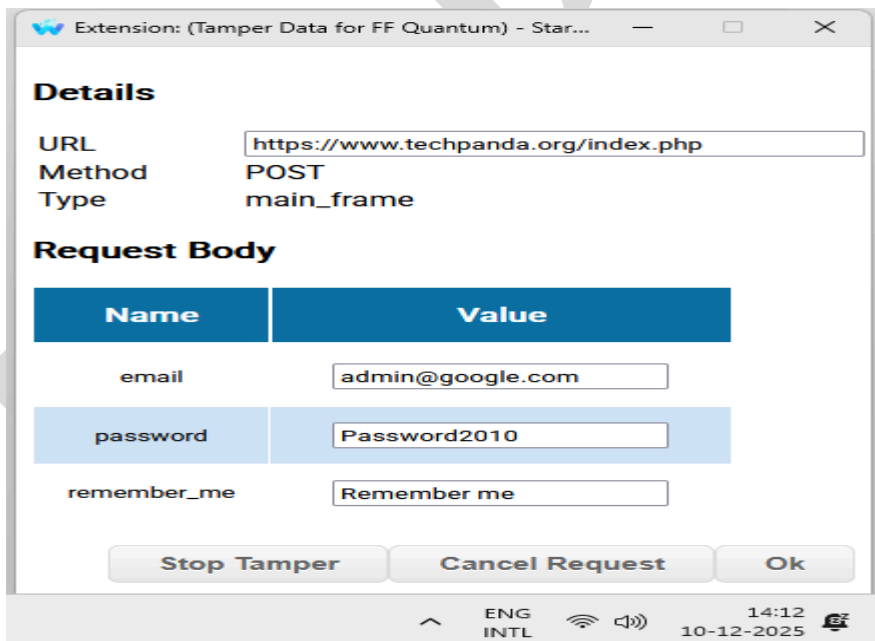 Extension: (Tamper Data for FF Quantum) - Star...
Details
URL https://www.techpanda.org/index.php
Method POST
Type main_frame
Request Body
Name Value
email admin@google.com
password Password2010
remember_me Remember me
Stop Tamper Cancel Request Ok
ENG 14:12
INTL 10-12-2025